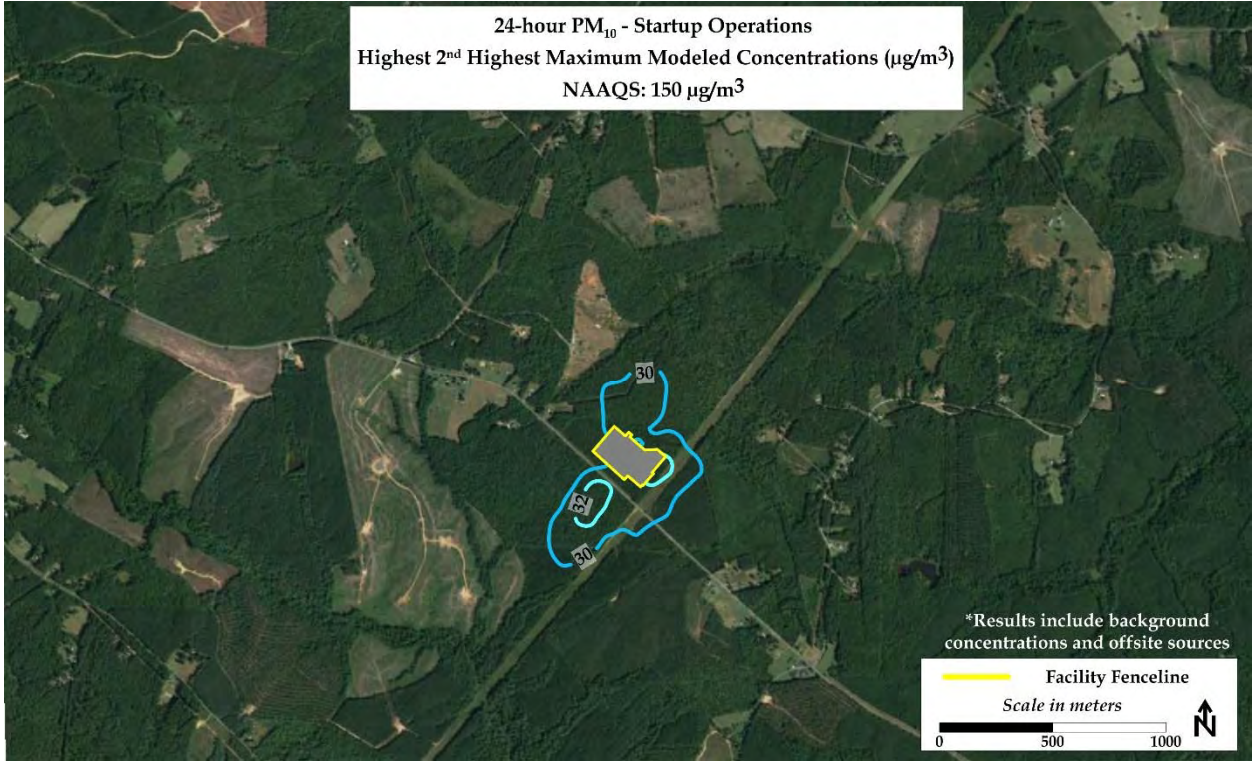 24-hour PM₁₀ - Startup Operations
Highest 2ⁿᵈ Highest Maximum Modeled Concentrations (µg/m³)
NAAQS: 150 µg/m³
30
32
30
*Results include background
concentrations and offsite sources
Facility Fenceline
Scale in meters
N
0 500 1000